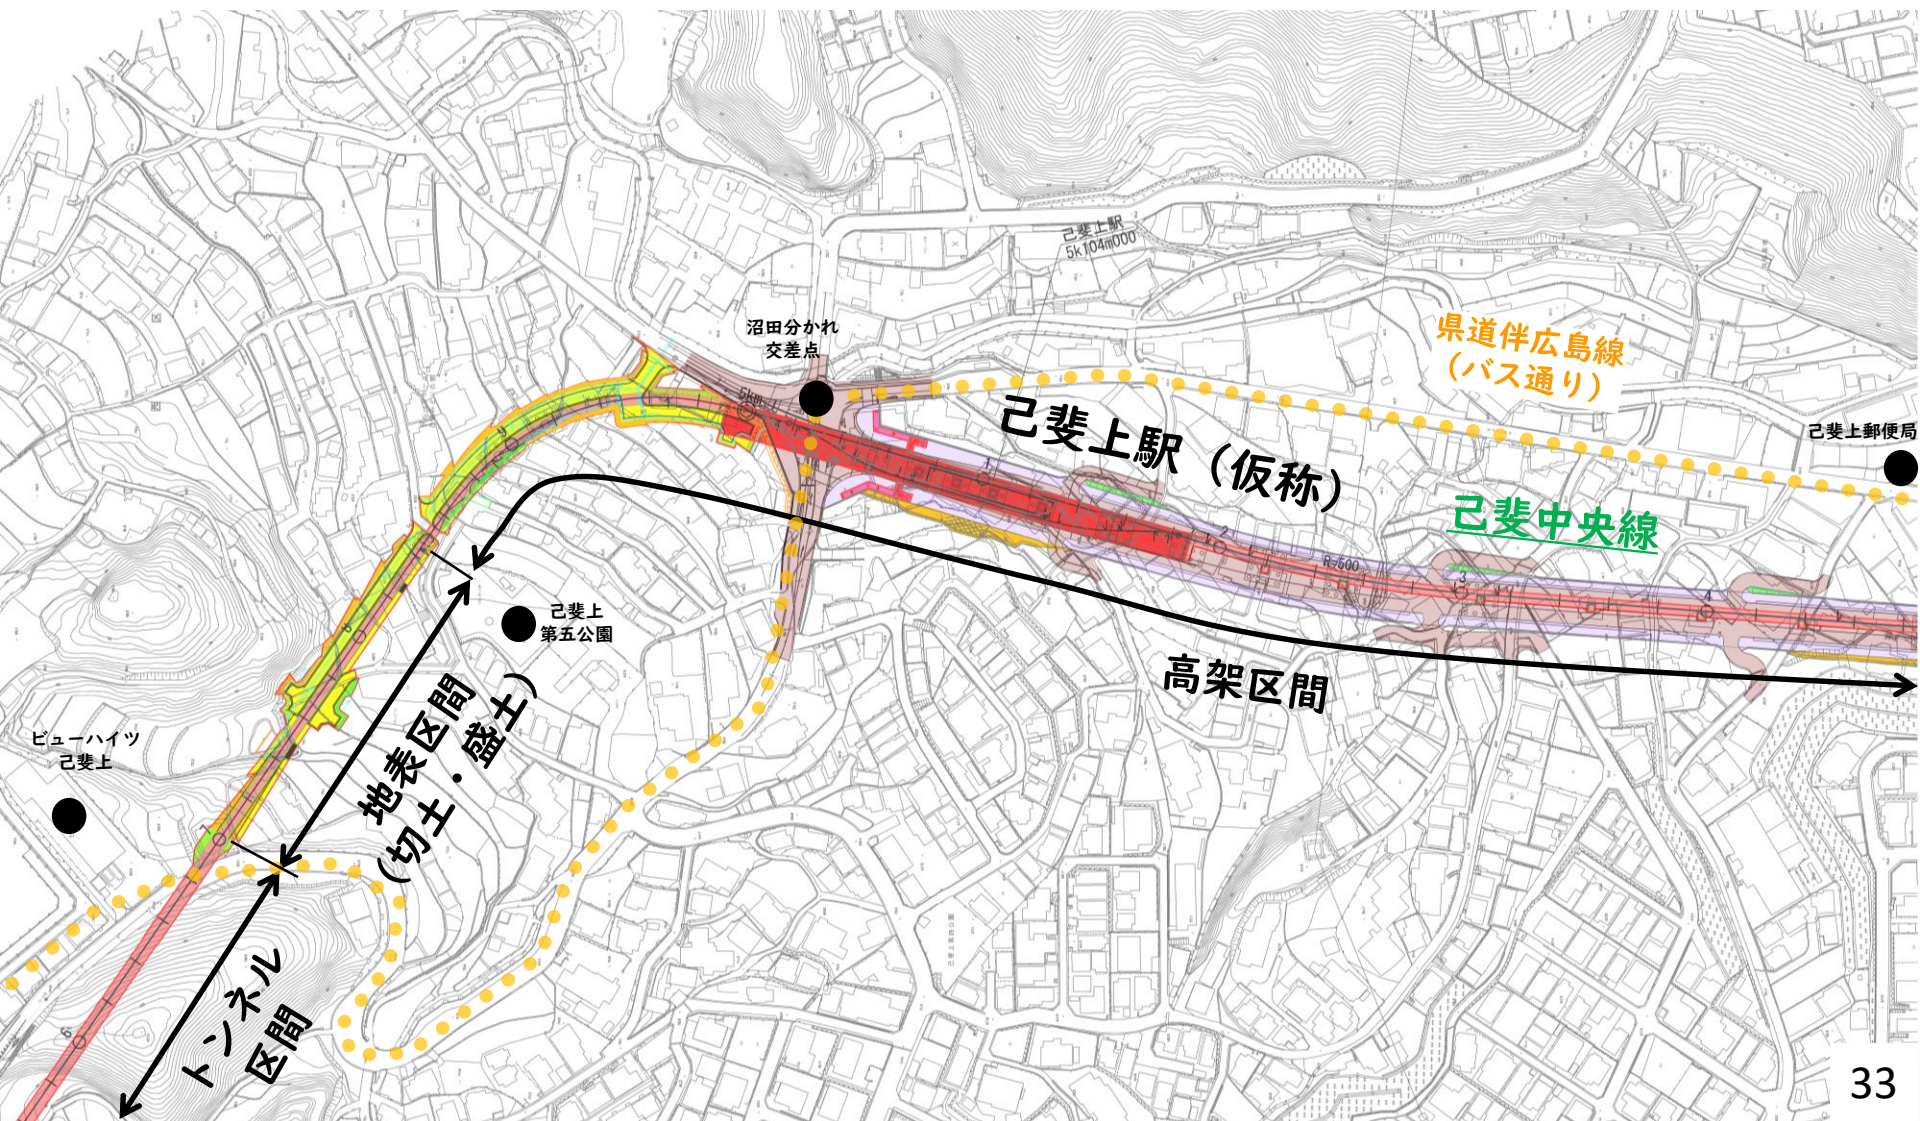 己斐上駅
5k104m000
沼田分かれ
交差点
県道伴広島線
（バス通り）
己斐上駅（仮称）
己斐上郵便局
己斐中央線
5km
R=500
己斐上
第五公園
高架区間
地表区間
（切土・盛土）
ビューハイツ
己斐上
トンネル
区間
33